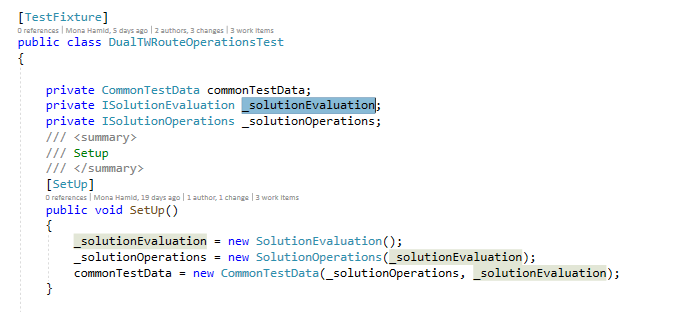 [TestFixture]
0 references | Mona Hamid, 5 days ago | 2 authors, 3 changes | 3 work items
public class DualTWRouteOperationsTest
{
private CommonTestData commonTestData;
private ISolutionEvaluation _solutionEvaluation;
private ISolutionOperations _solutionOperations;
/// <summary>
/// Setup
/// </summary>
[SetUp]
0 references | Mona Hamid, 19 days ago | 1 author, 1 change | 3 work items
public void SetUp()
{
_solutionEvaluation = new SolutionEvaluation();
_solutionOperations = new SolutionOperations(_solutionEvaluation);
commonTestData = new CommonTestData(_solutionOperations, _solutionEvaluation);
}